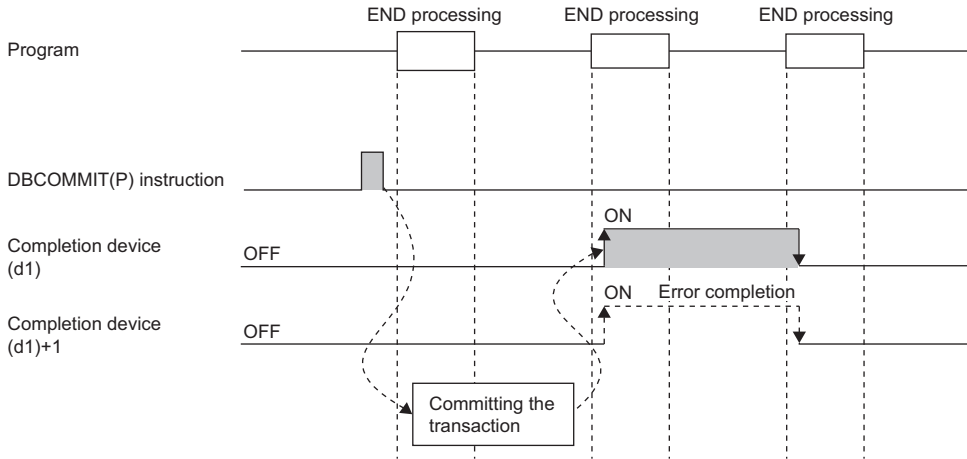 END processing
END processing
END processing
Program
DBCOMMIT(P) instruction
ON
Completion device
(d1)
OFF
ON
Error completion
Completion device
(d1)+1
OFF
Committing the
transaction